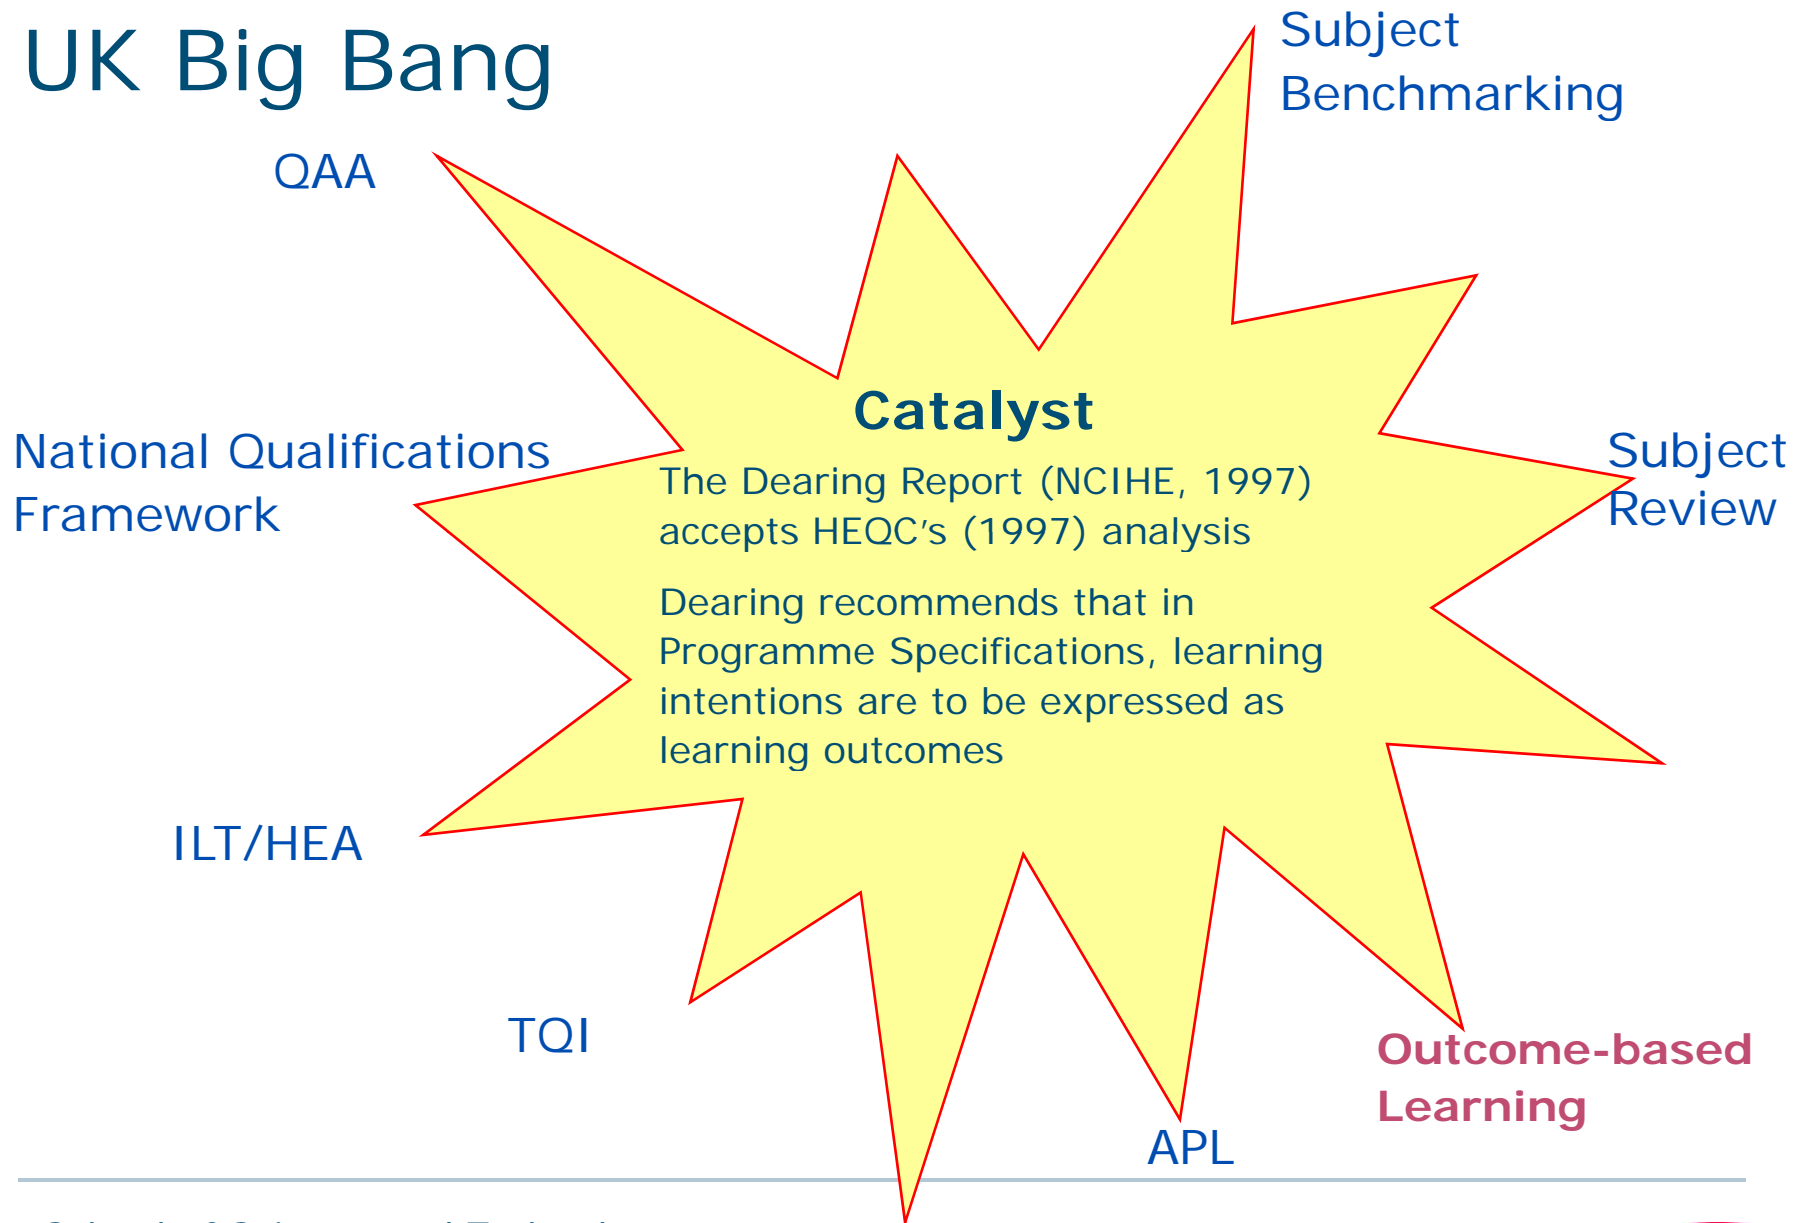 UK Big Bang
Subject
Benchmarking
QAA
National Qualifications
Framework
Catalyst
The Dearing Report (NCIHE, 1997)
accepts HEQC's (1997) analysis
Dearing recommends that in
Programme Specifications, learning
intentions are to be expressed as
learning outcomes
Subject
Review
ILT/HEA
TQI
APL
Outcome-based
Learning